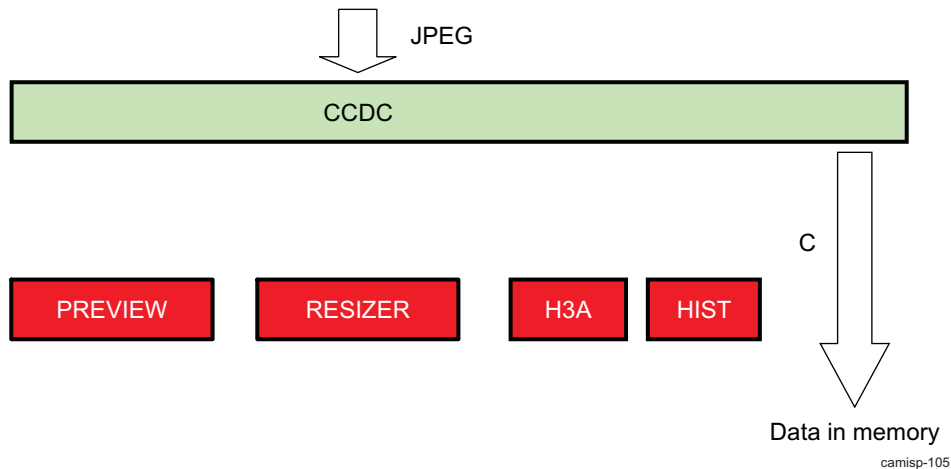 JPEG
CCDC
C
PREVIEW
RESIZER
H3A
HIST
Data in memory
camisp-105